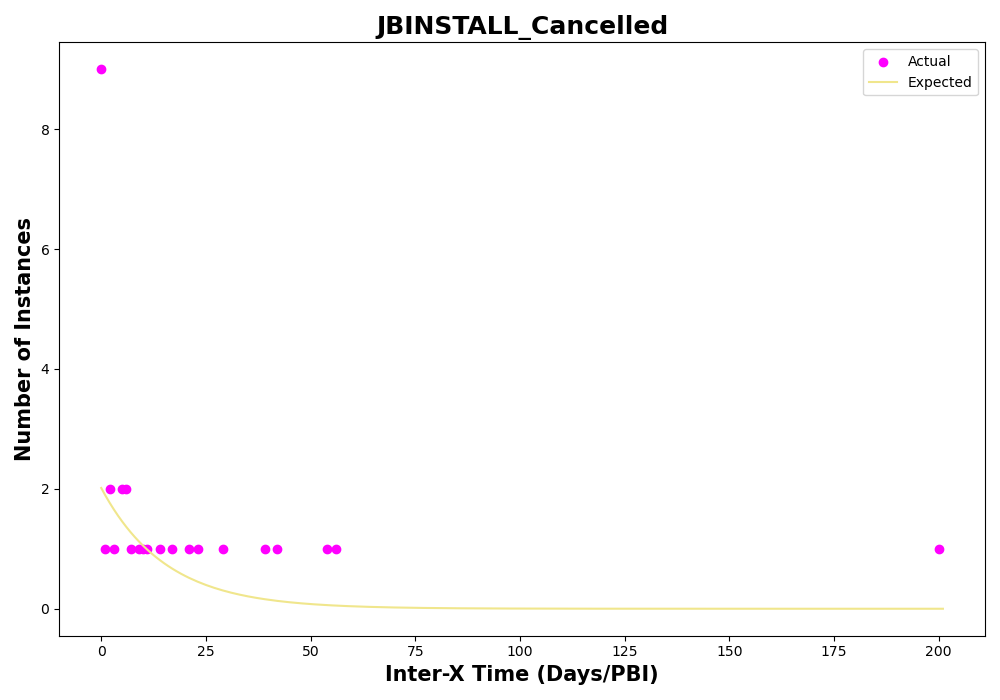 JBINSTALL_Cancelled
Actual
Expected
Number of Instances
8
6
4
2
0
0 25 50 75 100 125 150 175 200
Inter-X Time (Days/PBI)